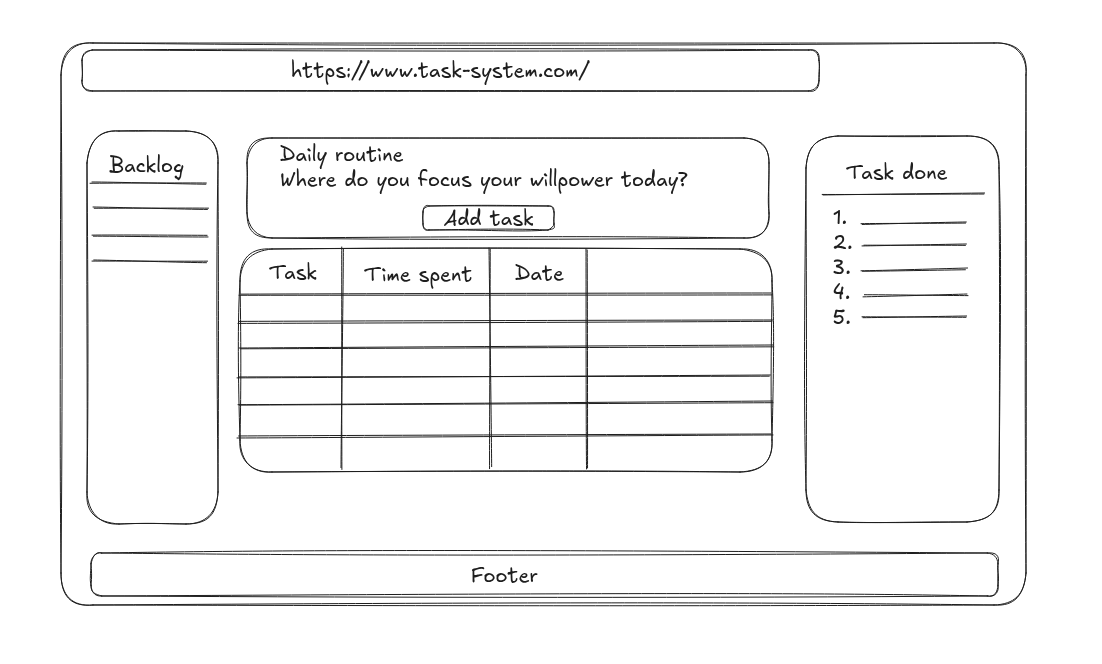 https://www.task-system.com/
Backlog
Daily routine
Where do you focus your willpower today?
Add task
Task
Time spent
Date
Task done
1.
2.
3.
4.
5.
Footer